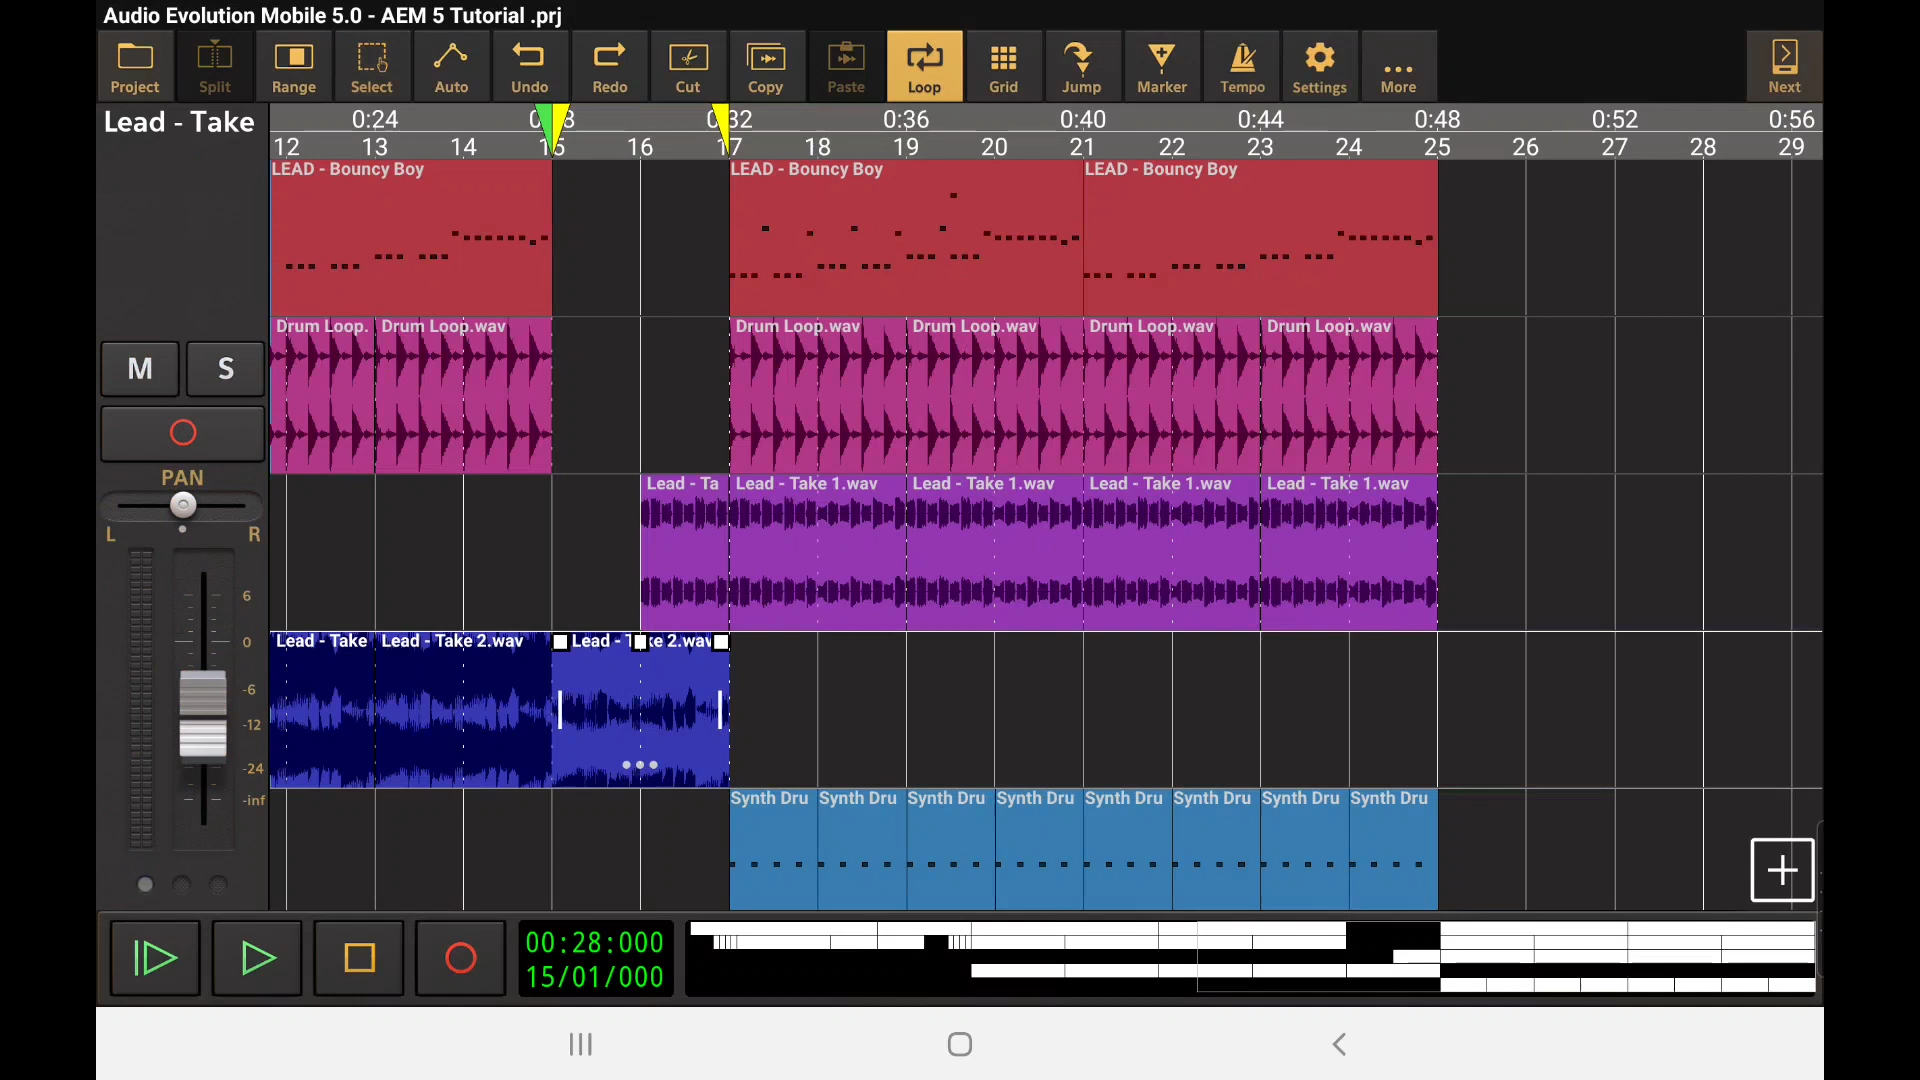 Audio Evolution Mobile 5.0 - AEM 5 Tutorial .prj
Project Split Range Select Auto Undo Redo Cut Copy Paste Loop Grid Jump Marker Tempo Settings More Next
Lead - Take
0:24 0:32 0:36 0:40 0:44 0:48 0:52 0:56
12 13 14 15 16 17 18 19 20 21 22 23 24 25 26 27 28 29
LEAD - Bouncy Boy LEAD - Bouncy Boy LEAD - Bouncy Boy
Drum Loop. Drum Loop.wav Drum Loop.wav Drum Loop.wav Drum Loop.wav Drum Loop.wav
M S
PAN
L R
Lead - Ta Lead - Take 1.wav Lead - Take 1.wav Lead - Take 1.wav Lead - Take 1.wav
6
0
-6
-12
-24
-inf
Lead - Take Lead - Take 2.wav Lead - Take 2.wav
Synth Dru Synth Dru Synth Dru Synth Dru Synth Dru Synth Dru Synth Dru Synth Dru
00:28:000
15/01/000